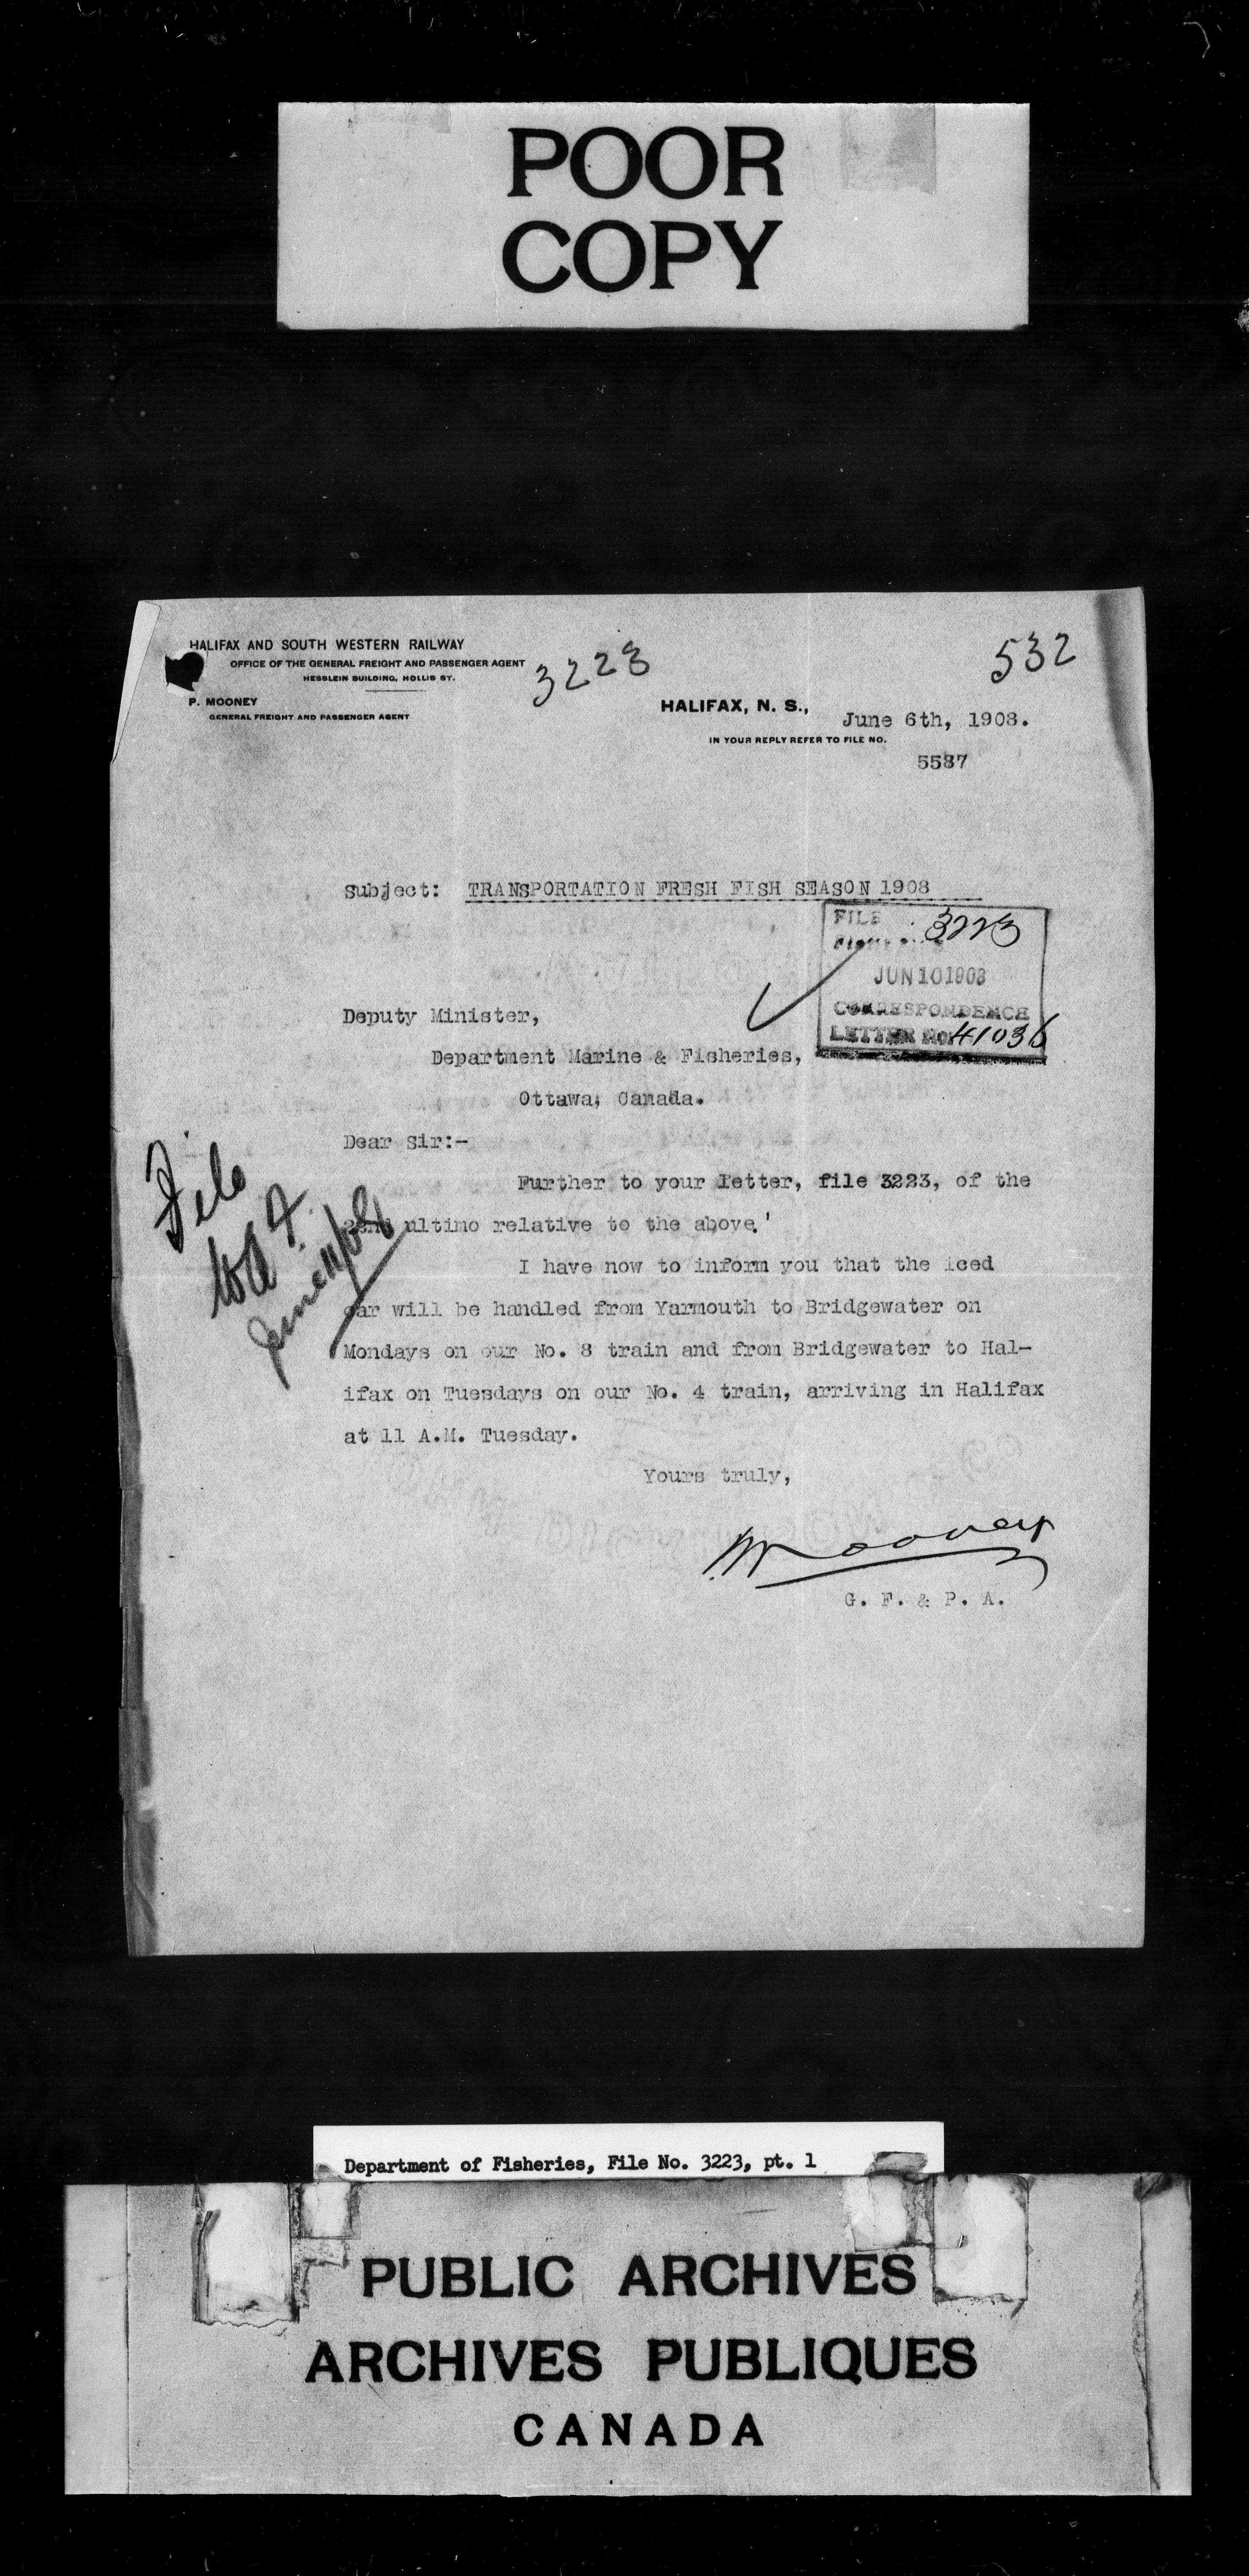 POOR
COPY
HALIFAX AND SOUTH WESTERN RAILWAY
OFFICE OF THE GENERAL FREIGHT AND PASSENGER AGENT
HESSLEIN BUILDING, HOLLIS ST.
P. MOONEY
GENERAL FREIGHT AND PASSENGER AGENT
3223
532
HALIFAX, N. S., June 6th, 1908.
IN YOUR REPLY REFER TO FILE NO.
5587
Subject: TRANSPORTATION FRESH FISH SEASON 1908
FILE 3223
JUN 10 1908
CORRESPONDENCE
LETTER No. 41036
Deputy Minister,
Department Marine & Fisheries,
Ottawa, Canada.
Dear Sir:-
File
June 11/08
Further to your letter, file 3223, of the
22nd ultimo relative to the above.'
I have now to inform you that the iced
car will be handled from Yarmouth to Bridgewater on
Mondays on our No. 8 train and from Bridgewater to Hal-
ifax on Tuesdays on our No. 4 train, arriving in Halifax
at 11 A.M. Tuesday.
Yours truly,
P. Mooney
G. F. & P. A.
Department of Fisheries, File No. 3223, pt. 1
PUBLIC ARCHIVES
ARCHIVES PUBLIQUES
CANADA